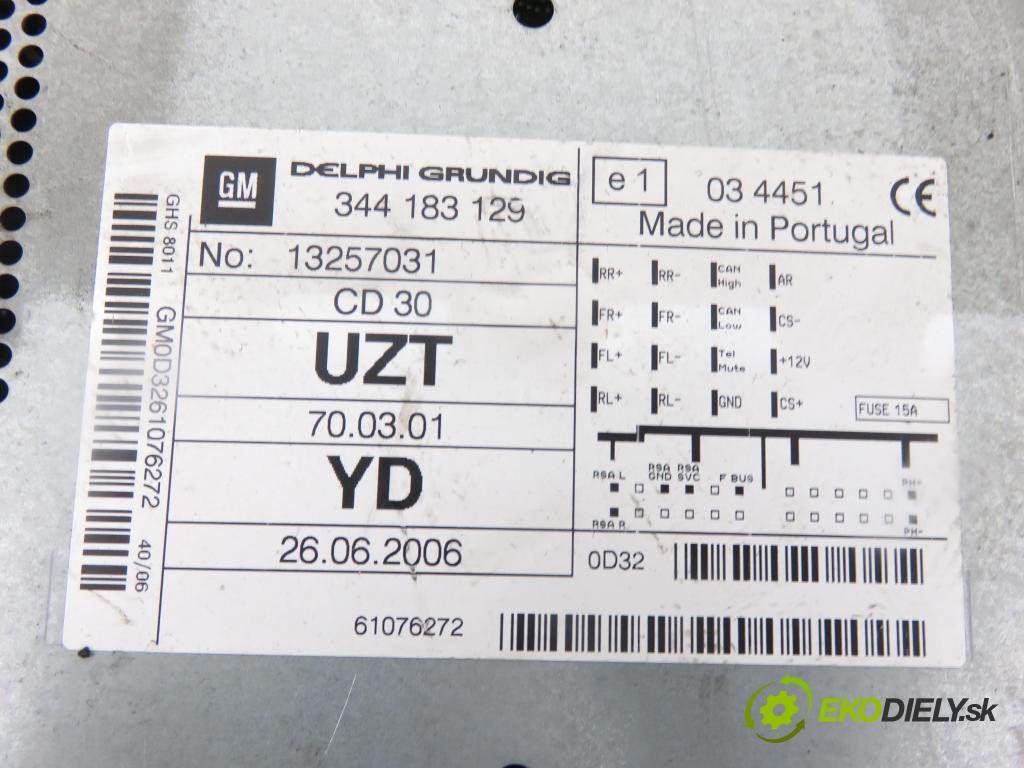 GM
DELPHI GRUNDIG
344 183 129
No: 13257031
CD 30
UZT
70.03.01
YD
26.06.2006
61076272
GHS 8011 GM0D3261076272 40/06
e 1
03 4451
CE
Made in Portugal
RR+ RR- CAN High AR
FR+ FR- CAN Low CS-
FL+ FL- Tel Mute +12V
RL+ RL- GND CS+
FUSE 15A
RSA L RSA GND RSA SVC F BUS PH+
RSA R PH-
0D32
EKODIELY.sk